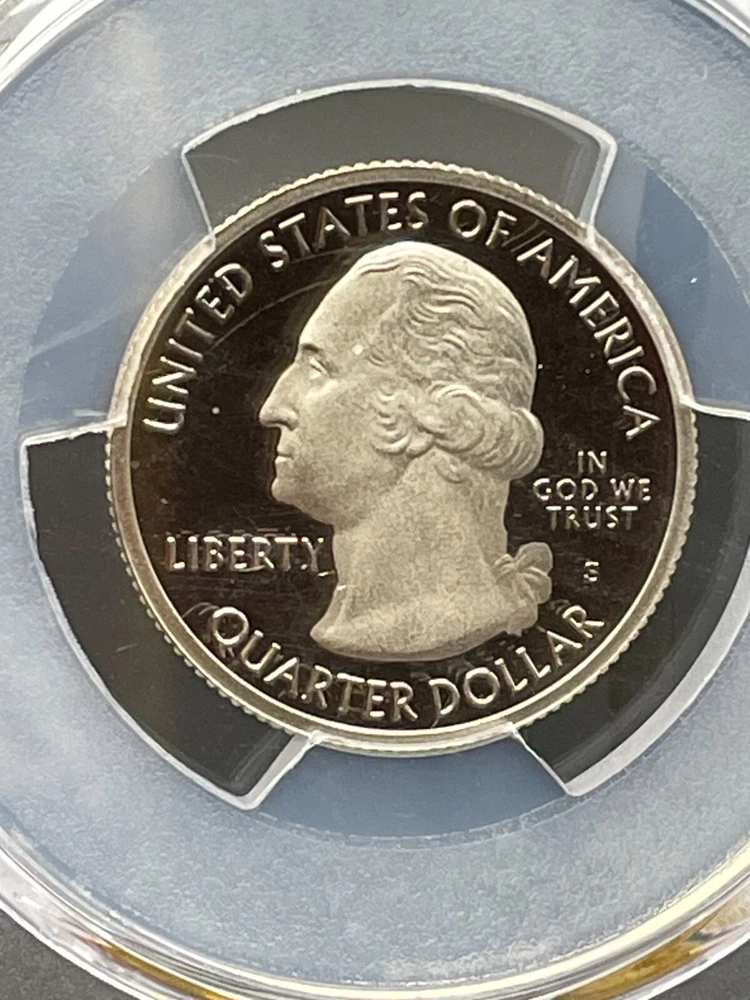 UNITED STATES OF AMERICA
LIBERTY
IN
GOD WE
TRUST
S
QUARTER DOLLAR